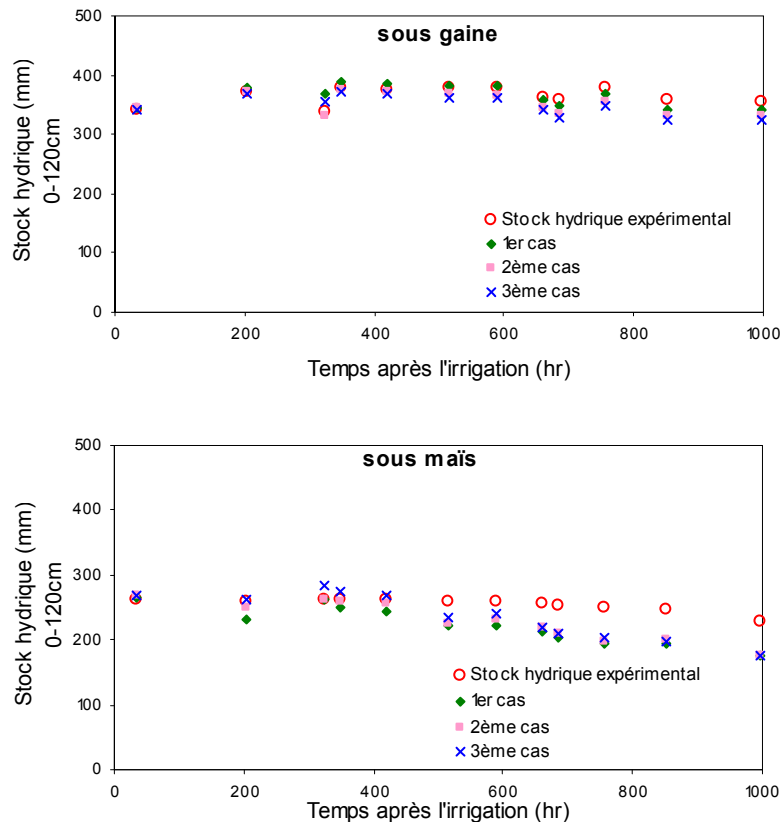 sous gaine
500
400
300
200
100
0
Stock hydrique (mm)
0-120cm
Stock hydrique expérimental
1er cas
2ème cas
3ème cas
0 200 400 600 800 1000
Temps après l'irrigation (hr)
sous maïs
500
400
300
200
100
0
Stock hydrique (mm)
0-120cm
Stock hydrique expérimental
1er cas
2ème cas
3ème cas
0 200 400 600 800 1000
Temps après l'irrigation (hr)